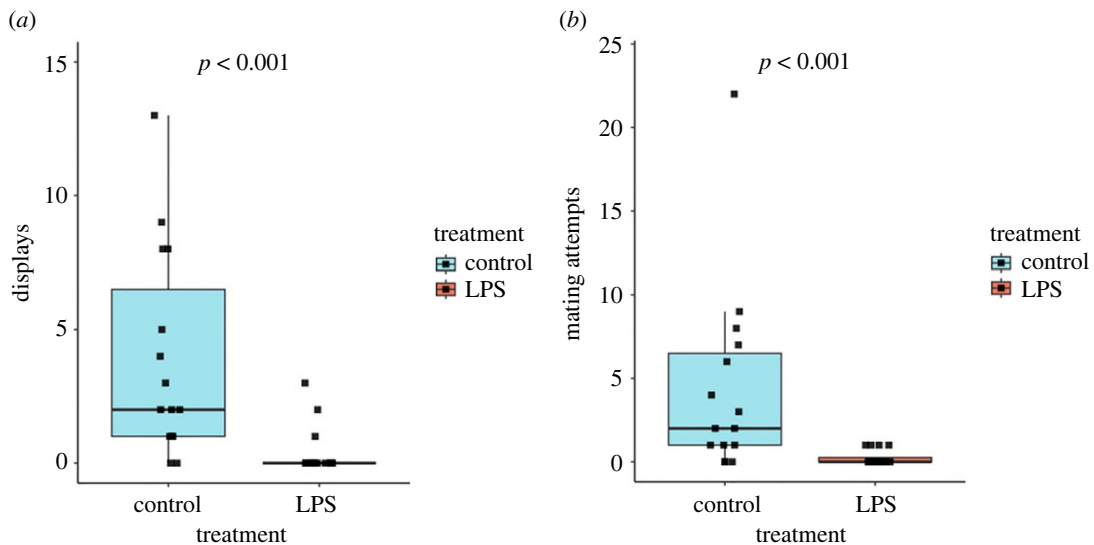 (a)
15
10
5
0
displays
p < 0.001
control
LPS
treatment
treatment
control
LPS
(b)
25
20
15
10
5
0
mating attempts
p < 0.001
control
LPS
treatment
treatment
control
LPS